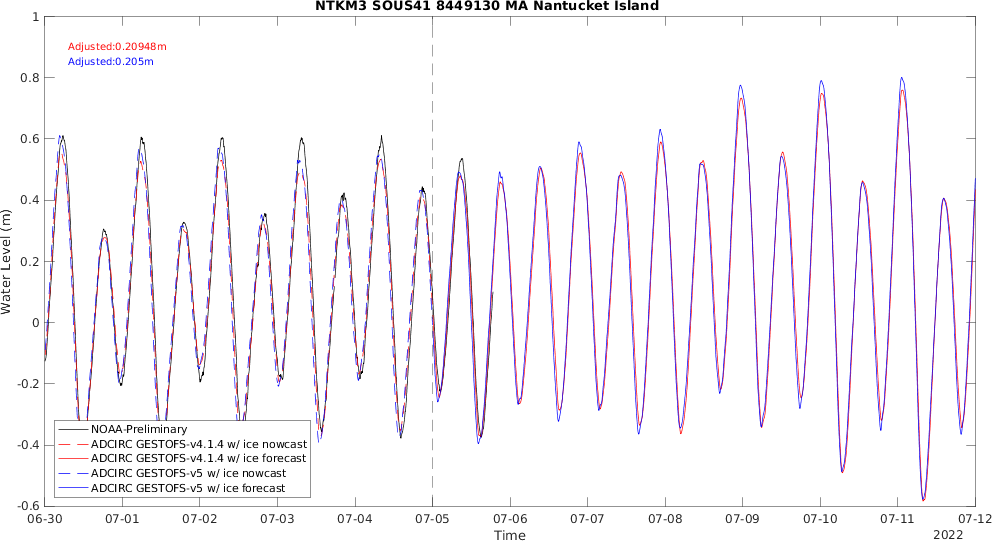 NTKM3 SOUS41 8449130 MA Nantucket Island
Adjusted:0.20948m
Adjusted:0.205m
Water Level (m)
1
0.8
0.6
0.4
0.2
0
-0.2
-0.4
-0.6
NOAA-Preliminary
ADCIRC GESTOFS-v4.1.4 w/ ice nowcast
ADCIRC GESTOFS-v4.1.4 w/ ice forecast
ADCIRC GESTOFS-v5 w/ ice nowcast
ADCIRC GESTOFS-v5 w/ ice forecast
06-30 07-01 07-02 07-03 07-04 07-05 07-06 07-07 07-08 07-09 07-10 07-11 07-12
Time
2022